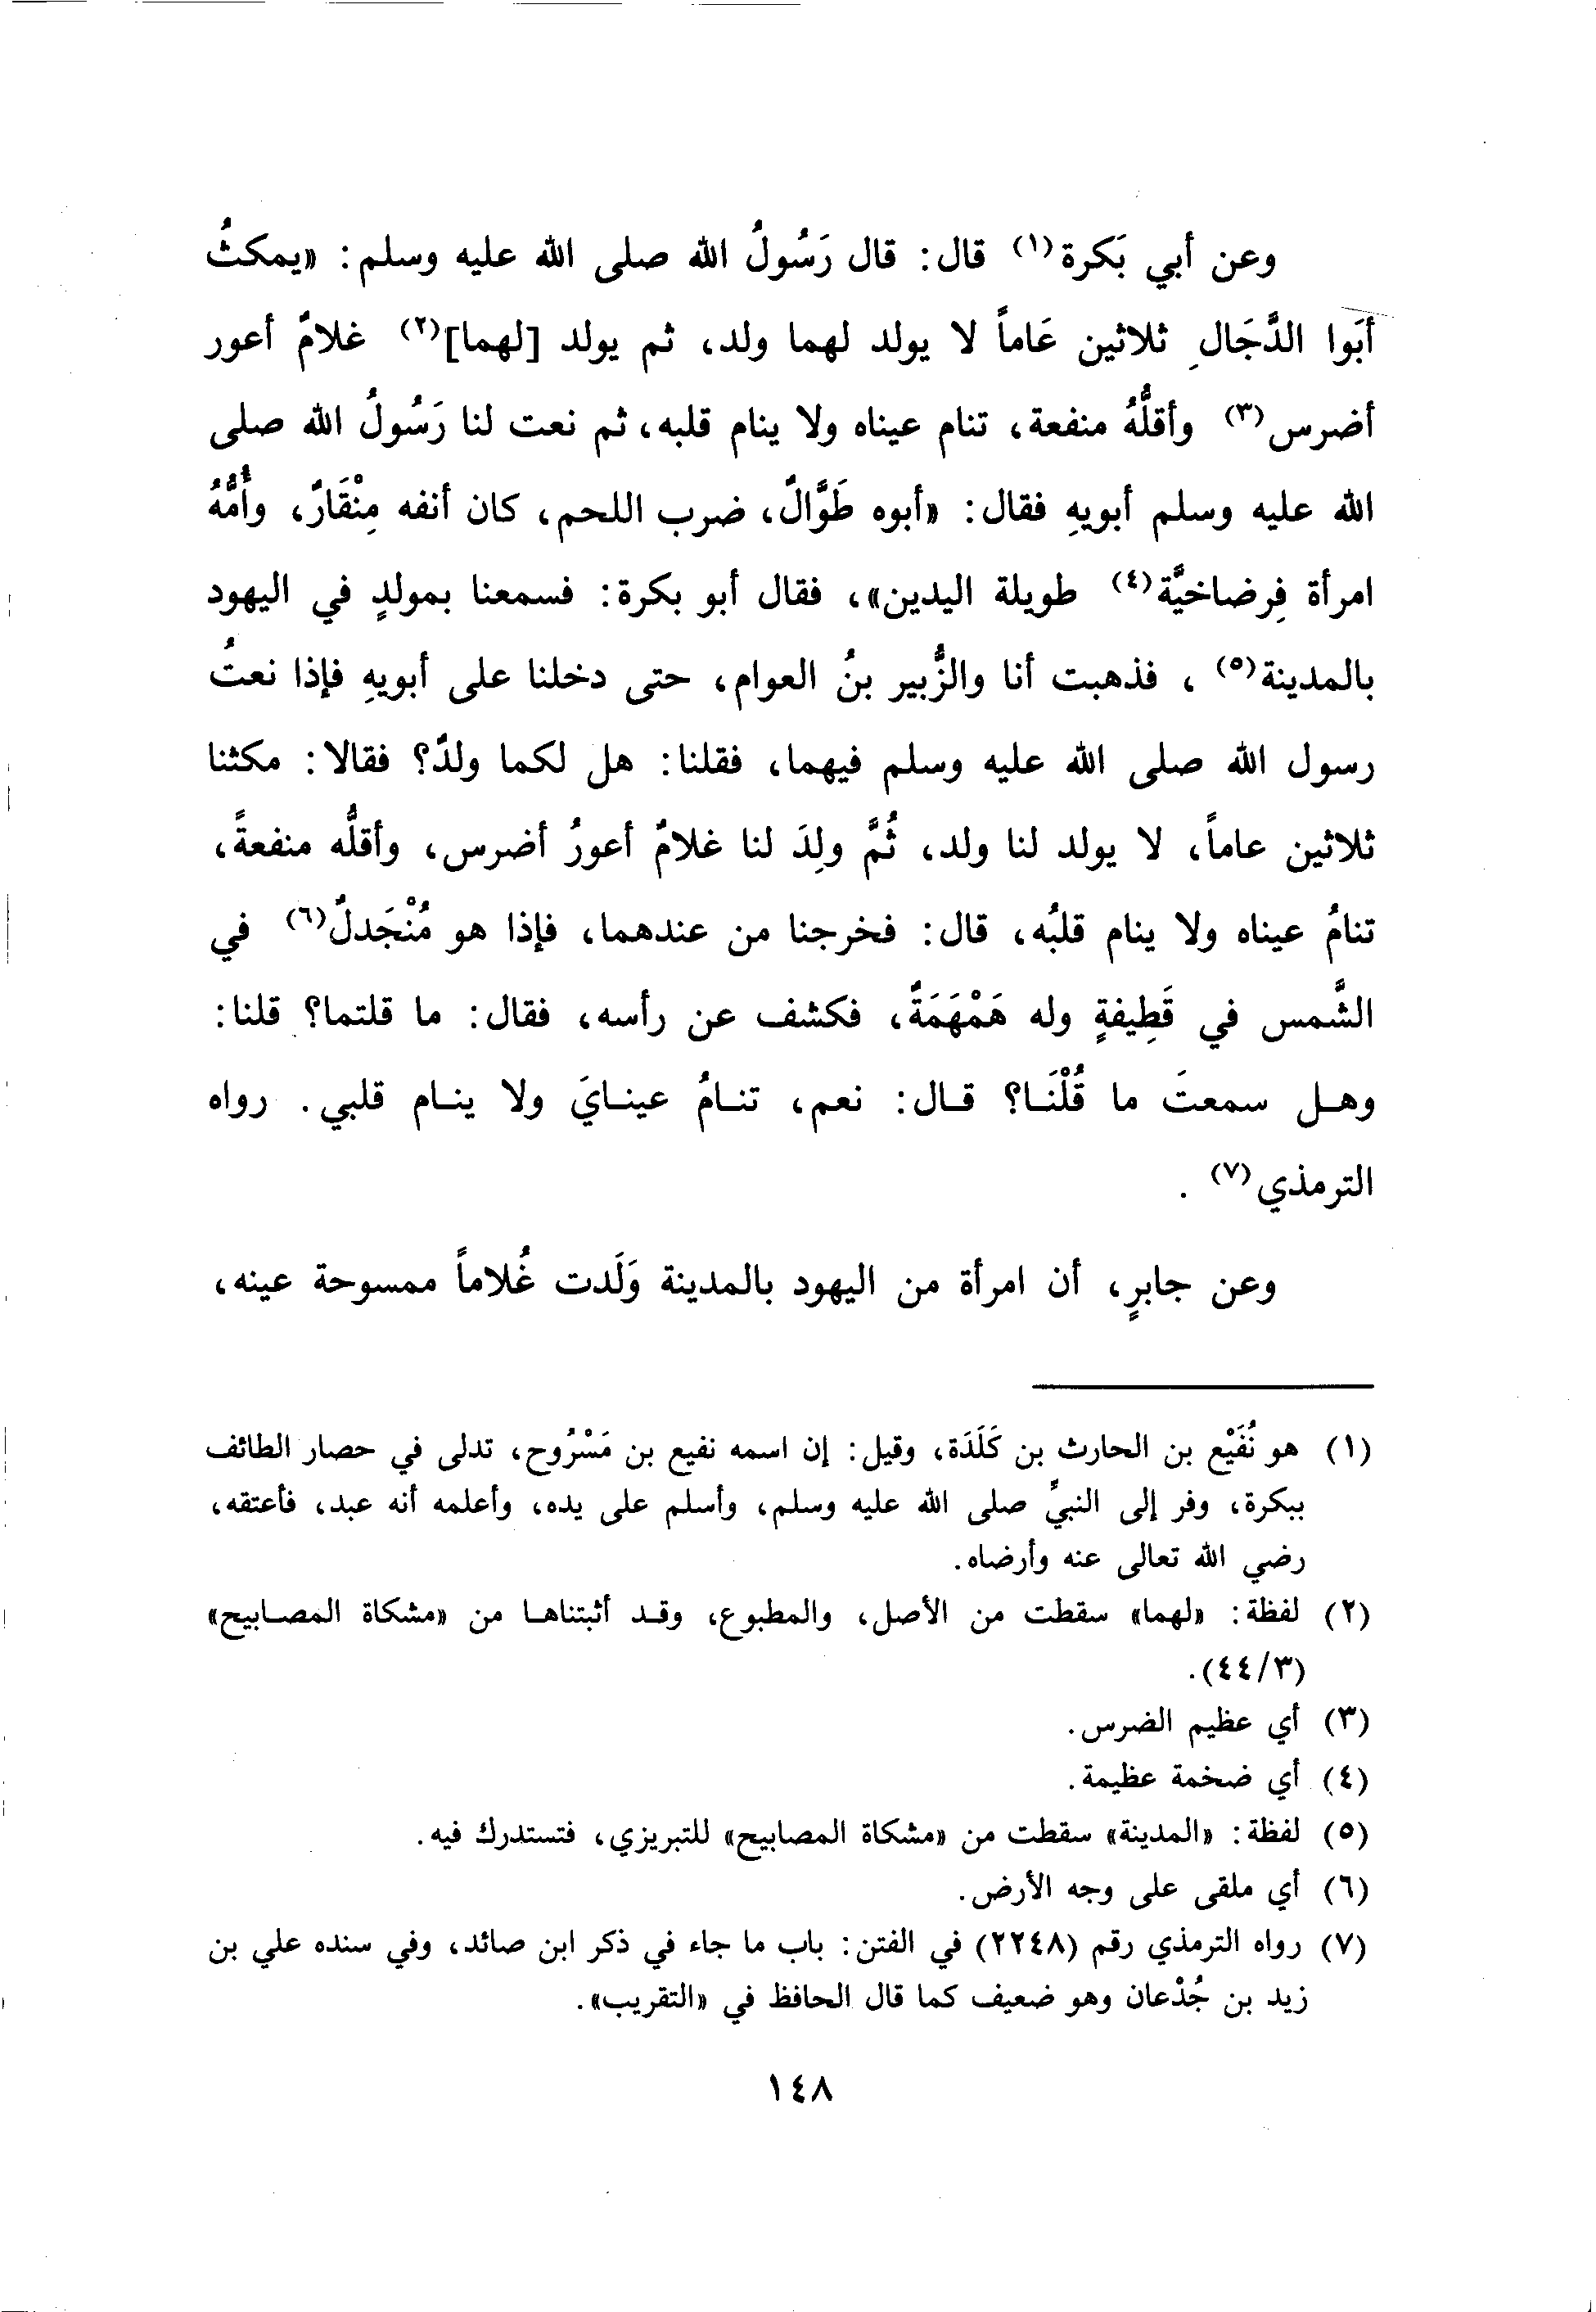 وعن أبي بَكرة(١) قال: قال رَسُولُ الله صلى الله عليه وسلم: «يمكثُ
أبَوا الدَّجَالِ ثلاثين عَاماً لا يولد لهما ولد، ثم يولد [لهما](٢) غلامٌ أعور
أضرس(٣) وأقلُّهُ منفعة، تنام عيناه ولا ينام قلبه، ثم نعت لنا رَسُولُ الله صلى
الله عليه وسلم أبويهِ فقال: «أبوه طَوَّالٌ، ضرب اللحم، كان أنفه مِنْقَارٌ، وأُمُّهُ
امرأة فِرضاخيَّة(٤) طويلة اليدين»، فقال أبو بكرة: فسمعنا بمولدٍ في اليهود
بالمدينة(٥) ، فذهبت أنا والزُّبير بنُ العوام، حتى دخلنا على أبويهِ فإذا نعتُ
رسول الله صلى الله عليه وسلم فيهما، فقلنا: هل لكما ولدٌ؟ فقالا: مكثنا
ثلاثين عاماً، لا يولد لنا ولد، ثُمَّ ولِدَ لنا غلامٌ أعورُ أضرس، وأقلُّه منفعةً،
تنامُ عيناه ولا ينام قلبُه، قال: فخرجنا من عندهما، فإذا هو مُنْجَدلٌ(٦) في
الشَّمس في قَطِيفةٍ وله هَمْهَمَةٌ، فكشف عن رأسه، فقال: ما قلتما؟ قلنا:
وهل سمعتَ ما قُلْنَا؟ قال: نعم، تنامُ عينايَ ولا ينام قلبي. رواه
الترمذي(٧) .
وعن جابرٍ، أن امرأة من اليهود بالمدينة وَلَدت غُلاماً ممسوحة عينه،
(١) هو نُفَيْع بن الحارث بن كَلَدَة، وقيل: إن اسمه نفيع بن مَسْرُوح، تدلى في حصار الطائف
ببكرة، وفر إلى النبيِّ صلى الله عليه وسلم، وأسلم على يده، وأعلمه أنه عبد، فأعتقه،
رضي الله تعالى عنه وأرضاه.
(٢) لفظة: «لهما» سقطت من الأصل، والمطبوع، وقد أثبتناها من «مشكاة المصابيح»
(٤٤/٣).
(٣) أي عظيم الضرس.
(٤) أي ضخمة عظيمة.
(٥) لفظة: «المدينة» سقطت من «مشكاة المصابيح» للتبريزي، فتستدرك فيه.
(٦) أي ملقى على وجه الأرض.
(٧) رواه الترمذي رقم (٢٢٤٨) في الفتن: باب ما جاء في ذكر ابن صائد، وفي سنده علي بن
زيد بن جُدْعان وهو ضعيف كما قال الحافظ في «التقريب».
١٤٨